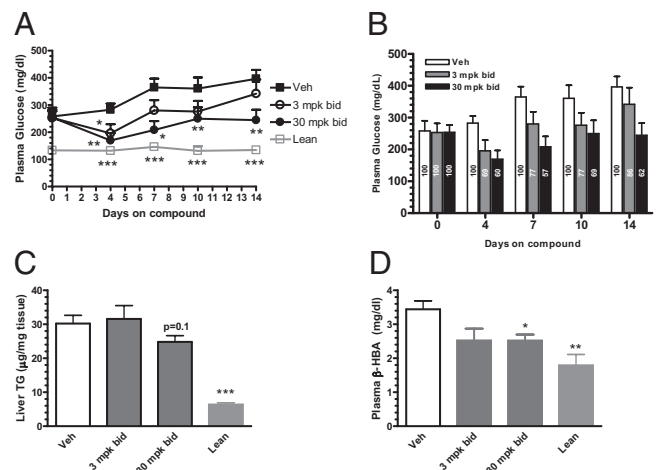 A
Plasma Glucose (mg/dl)
500
400
300
200
100
0
*
**
***
*
***
**
***
**
***
0 1 2 3 4 5 6 7 8 9 10 11 12 13 14
Days on compound
Veh
3 mpk bid
30 mpk bid
Lean
B
Plasma Glucose (mg/dL)
500
400
300
200
100
0
Veh
3 mpk bid
30 mpk bid
100 100 100
100 69 60
100 77 57
100 77 69
100 86 62
0 4 7 10 14
Days on compound
C
Liver TG (µg/mg tissue)
40
30
20
10
0
p=0.1
***
Veh
3 mpk bid
30 mpk bid
Lean
D
Plasma β-HBA (mg/dl)
4
3
2
1
0
*
**
Veh
3 mpk bid
30 mpk bid
Lean